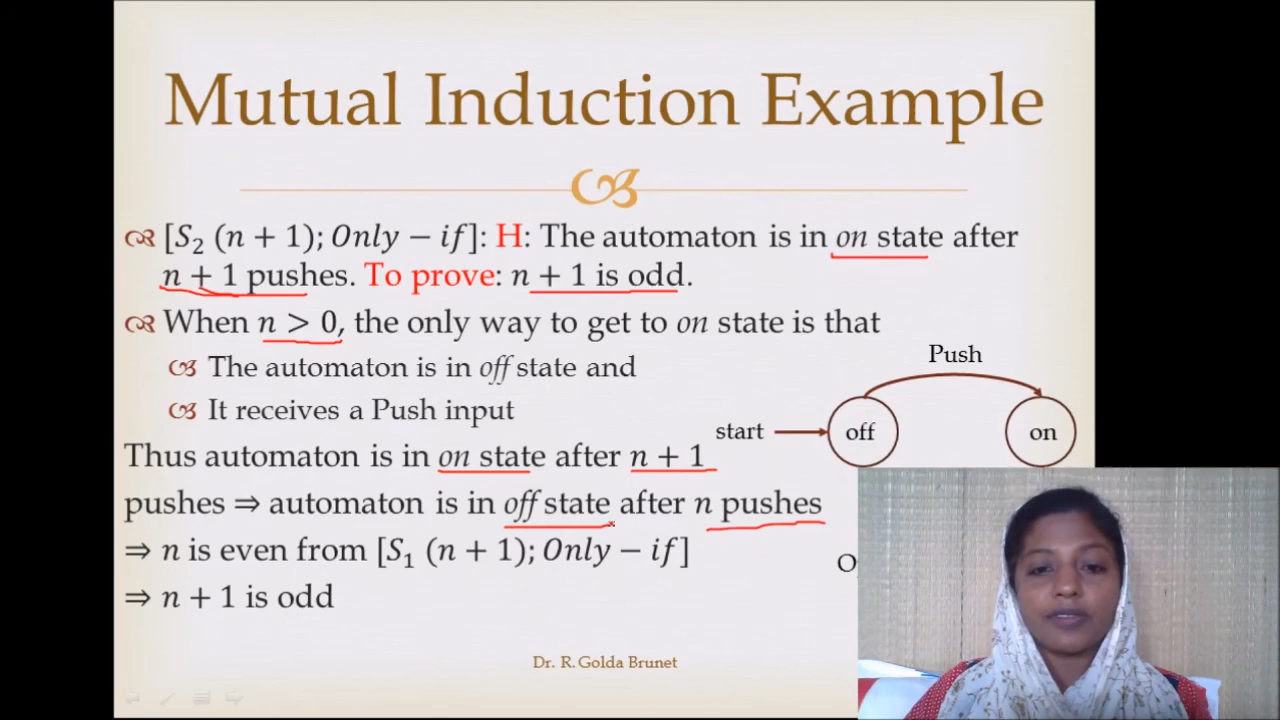 Mutual Induction Example
[S₂ (n + 1); Only − if]: H: The automaton is in on state after
n + 1 pushes. To prove: n + 1 is odd.
When n > 0, the only way to get to on state is that
The automaton is in off state and
It receives a Push input
Push
start
off
on
Thus automaton is in on state after n + 1
pushes ⇒ automaton is in off state after n pushes
⇒ n is even from [S₁ (n + 1); Only − if]
⇒ n + 1 is odd
Dr. R. Golda Brunet